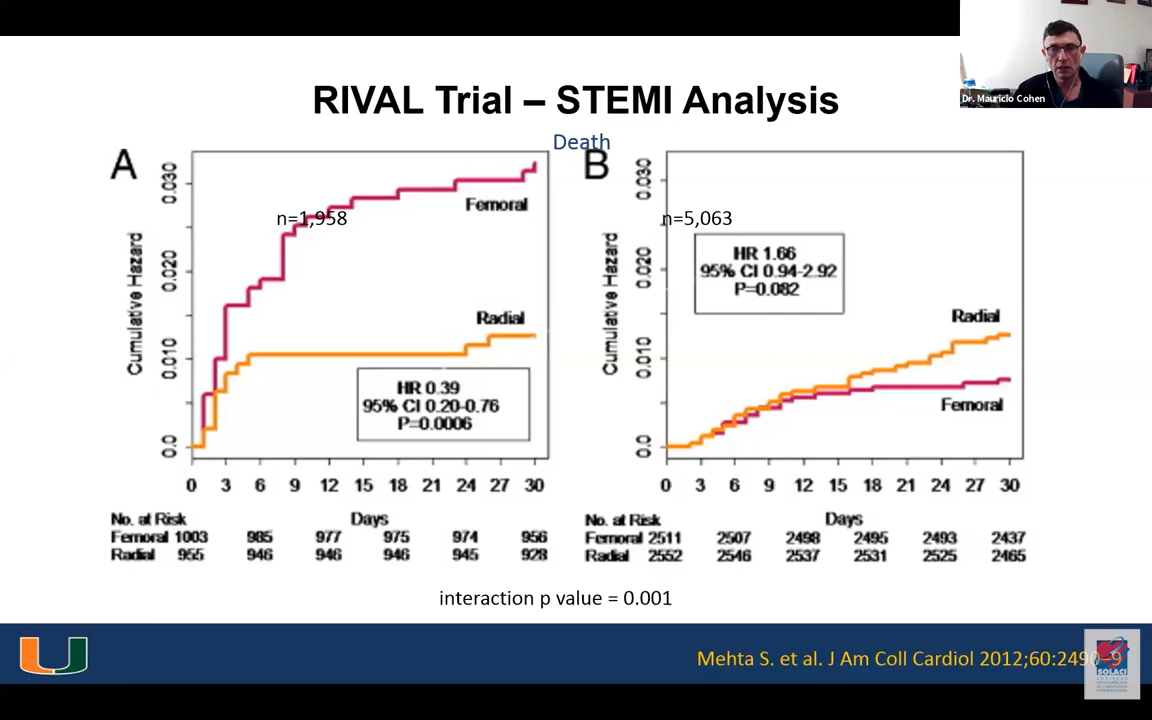 Dr. Mauricio Cohen
RIVAL Trial – STEMI Analysis
Death
A
Cumulative Hazard
0.0 0.010 0.020 0.030
n=1,958
Femoral
Radial
HR 0.39
95% CI 0.20-0.76
P=0.0006
0 3 6 9 12 15 18 21 24 27 30
No. at Risk Days
Femoral 1003 985 977 975 974 956
Radial 955 946 946 946 945 928
B
Cumulative Hazard
0.0 0.010 0.020 0.030
n=5,063
HR 1.66
95% CI 0.94-2.92
P=0.082
Radial
Femoral
0 3 6 9 12 15 18 21 24 27 30
No. at Risk Days
Femoral 2511 2507 2498 2495 2493 2437
Radial 2552 2546 2537 2531 2525 2465
interaction p value = 0.001
Mehta S. et al. J Am Coll Cardiol 2012;60:2490–9
SOLACI